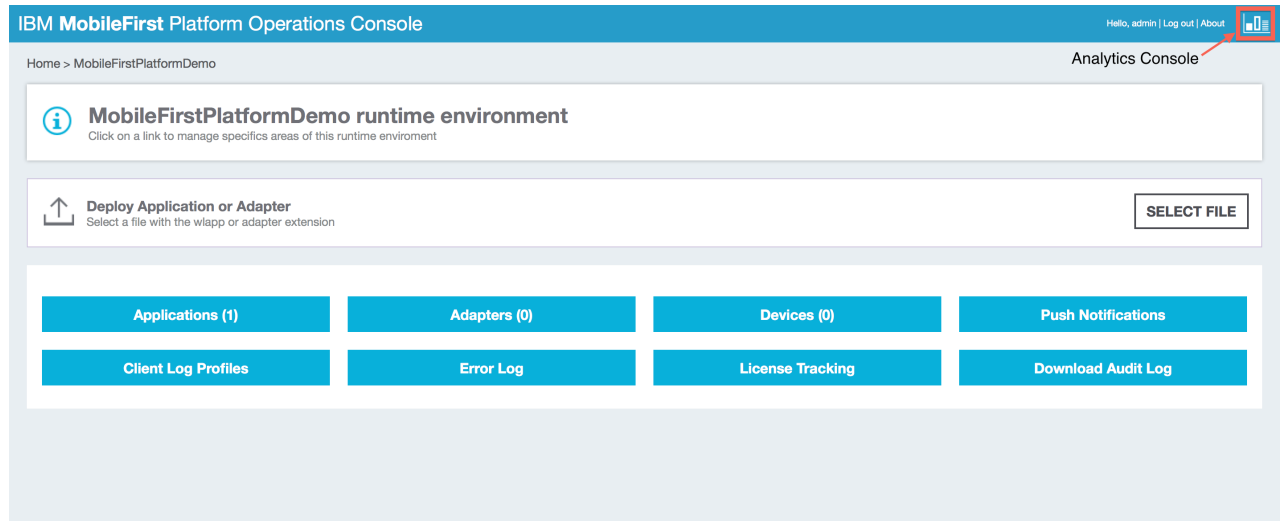 IBM MobileFirst Platform Operations Console
Hello, admin | Log out | About
Analytics Console
Home > MobileFirstPlatformDemo
MobileFirstPlatformDemo runtime environment
Click on a link to manage specifics areas of this runtime enviroment
Deploy Application or Adapter
Select a file with the wlapp or adapter extension
SELECT FILE
Applications (1)
Adapters (0)
Devices (0)
Push Notifications
Client Log Profiles
Error Log
License Tracking
Download Audit Log